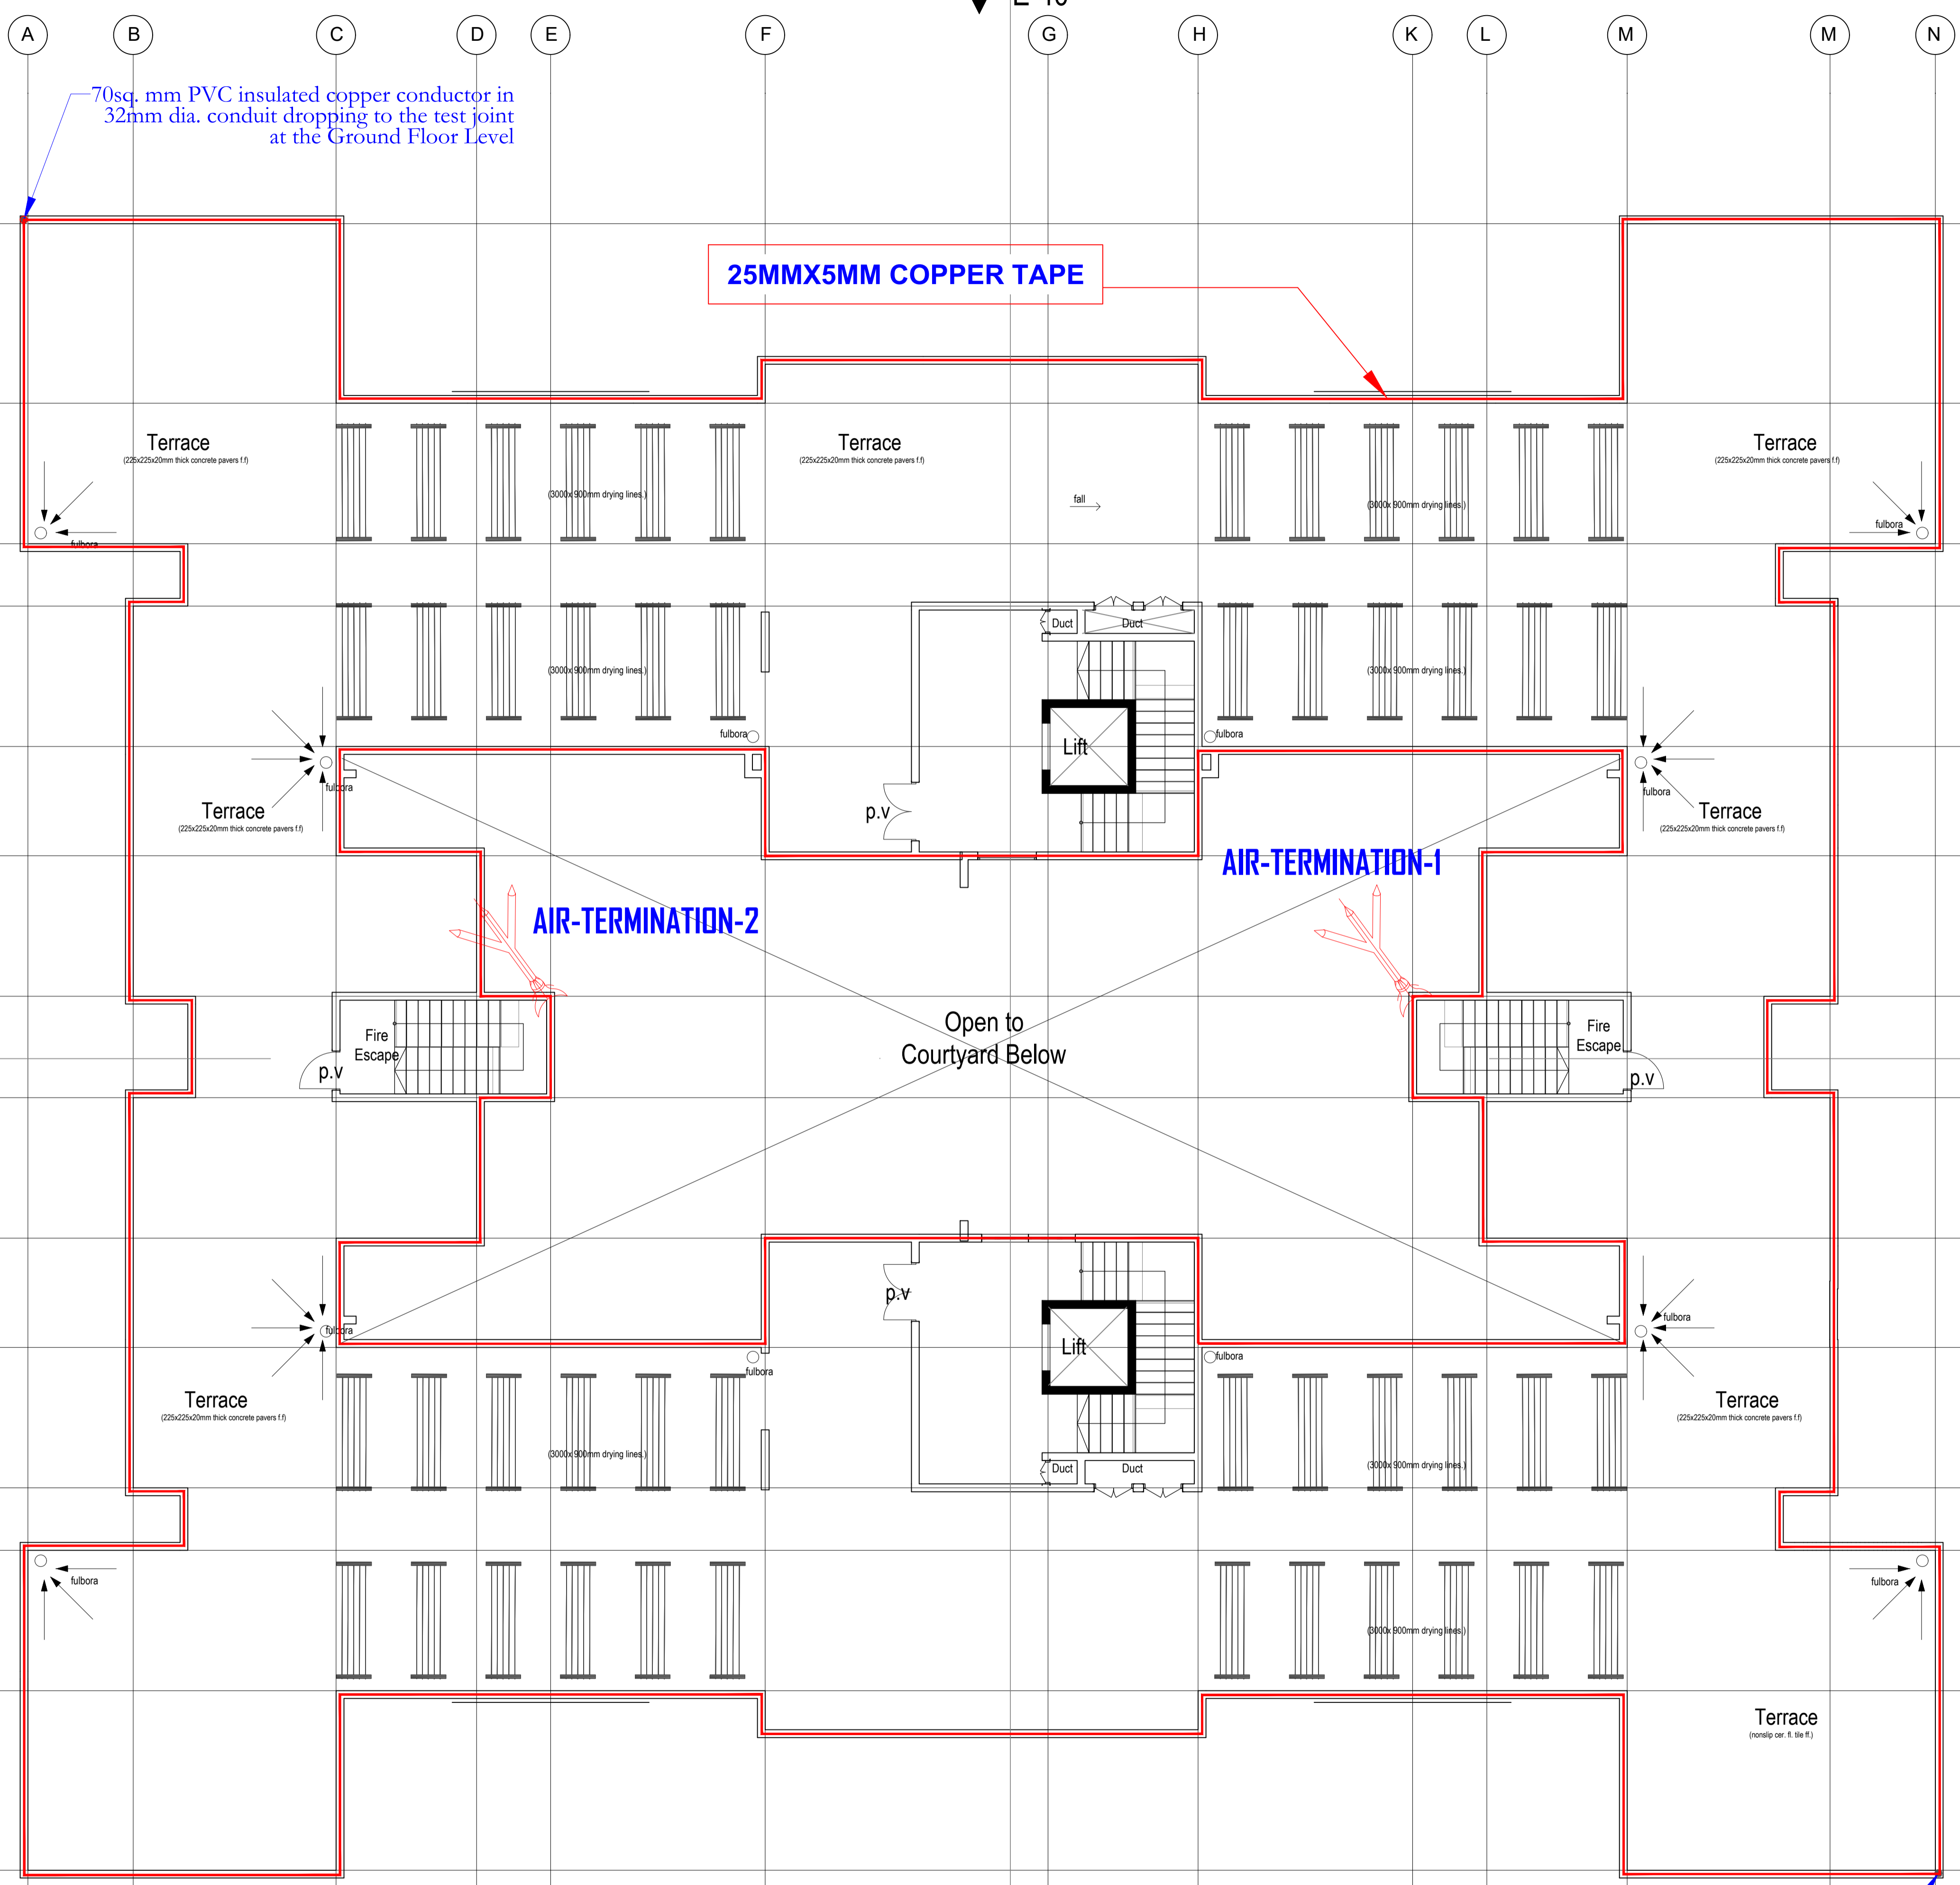 A B C D E F G H K L M M N
70sq. mm PVC insulated copper conductor in
32mm dia. conduit dropping to the test joint
at the Ground Floor Level
25MMX5MM COPPER TAPE
Terrace
(225x225x20mm thick concrete pavers f.f)
Terrace
(225x225x20mm thick concrete pavers f.f)
Terrace
(225x225x20mm thick concrete pavers f.f)
(3000x 900mm drying lines.)
fall
(3000x 900mm drying lines.)
fulbora
fulbora
Duct
Duct
(3000x 900mm drying lines.)
(3000x 900mm drying lines.)
fulbora
Lift
fulbora
fulbora
fulbora
Terrace
(225x225x20mm thick concrete pavers f.f)
p.v
Terrace
(225x225x20mm thick concrete pavers f.f)
AIR-TERMINATION-1
AIR-TERMINATION-2
Open to
Courtyard Below
Fire
Escape
p.v
Fire
Escape
p.v
p.v
fulbora
fulbora
Lift
fulbora
fulbora
Terrace
(225x225x20mm thick concrete pavers f.f)
Terrace
(225x225x20mm thick concrete pavers f.f)
(3000x 900mm drying lines.)
Duct
Duct
(3000x 900mm drying lines.)
fulbora
fulbora
(3000x 900mm drying lines.)
Terrace
(nonslip cer. fl. tile ff.)